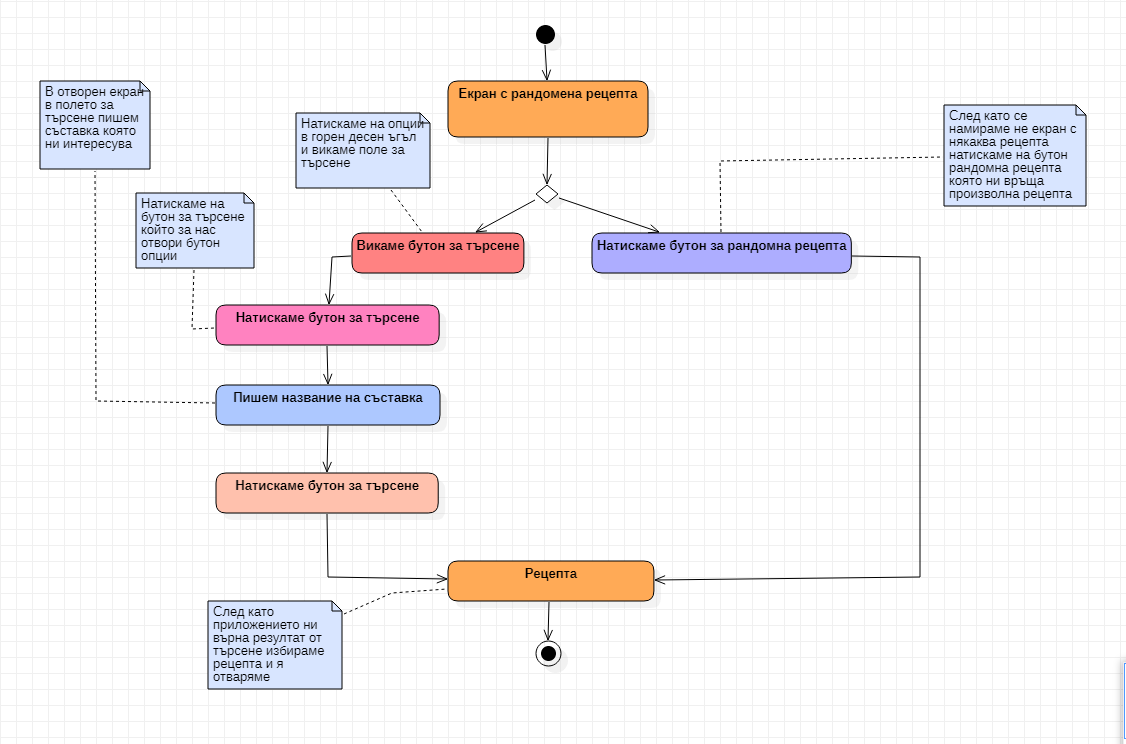 Екран с рандомена рецепта
В отворен екран
в полето за
търсене пишем
съставка която
ни интересува
Натискаме на опции
в горен десен ъгъл
и викаме поле за
търсене
След като се
намираме не екран с
някаква рецепта
натискаме на бутон
рандомна рецепта
която ни връща
произволна рецепта
Натискаме на
бутон за търсене
който за нас
отвори бутон
опции
Викаме бутон за търсене
Натискаме бутон за рандомна рецепта
Натискаме бутон за търсене
Пишем название на съставка
Натискаме бутон за търсене
Рецепта
След като
приложението ни
върна резултат от
търсене избираме
рецепта и я
отваряме